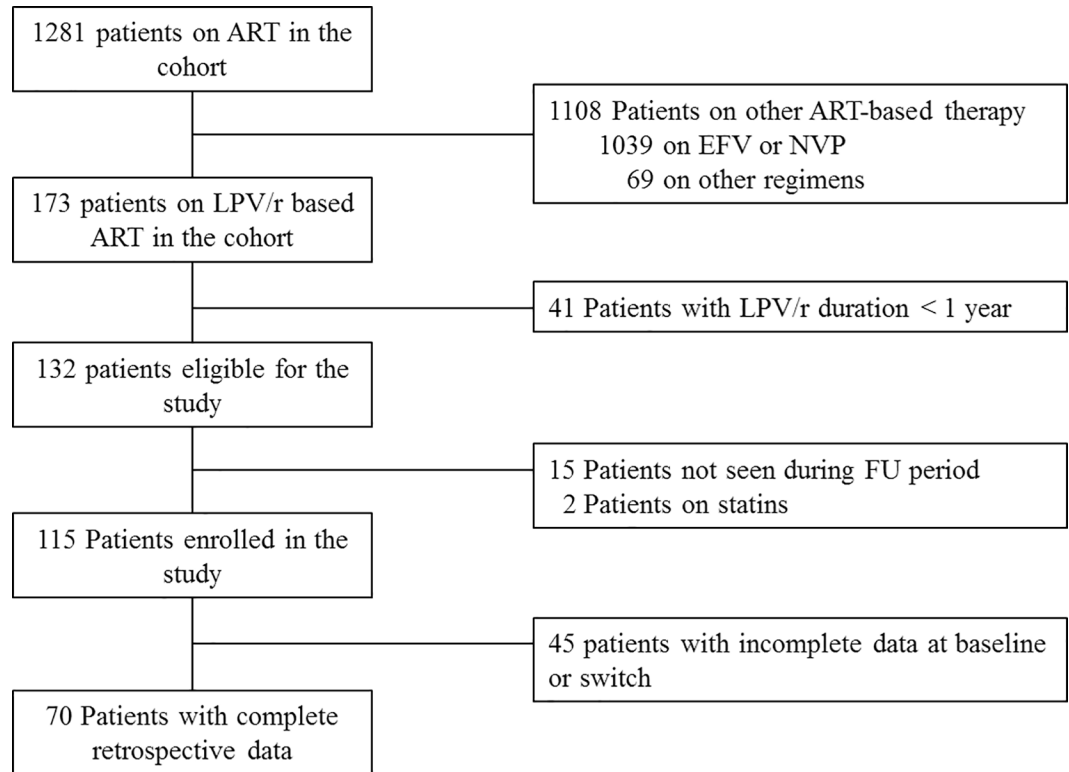 1281 patients on ART in the
cohort
1108 Patients on other ART-based therapy
1039 on EFV or NVP
69 on other regimens
173 patients on LPV/r based
ART in the cohort
41 Patients with LPV/r duration < 1 year
132 patients eligible for the
study
15 Patients not seen during FU period
2 Patients on statins
115 Patients enrolled in the
study
45 patients with incomplete data at baseline
or switch
70 Patients with complete
retrospective data